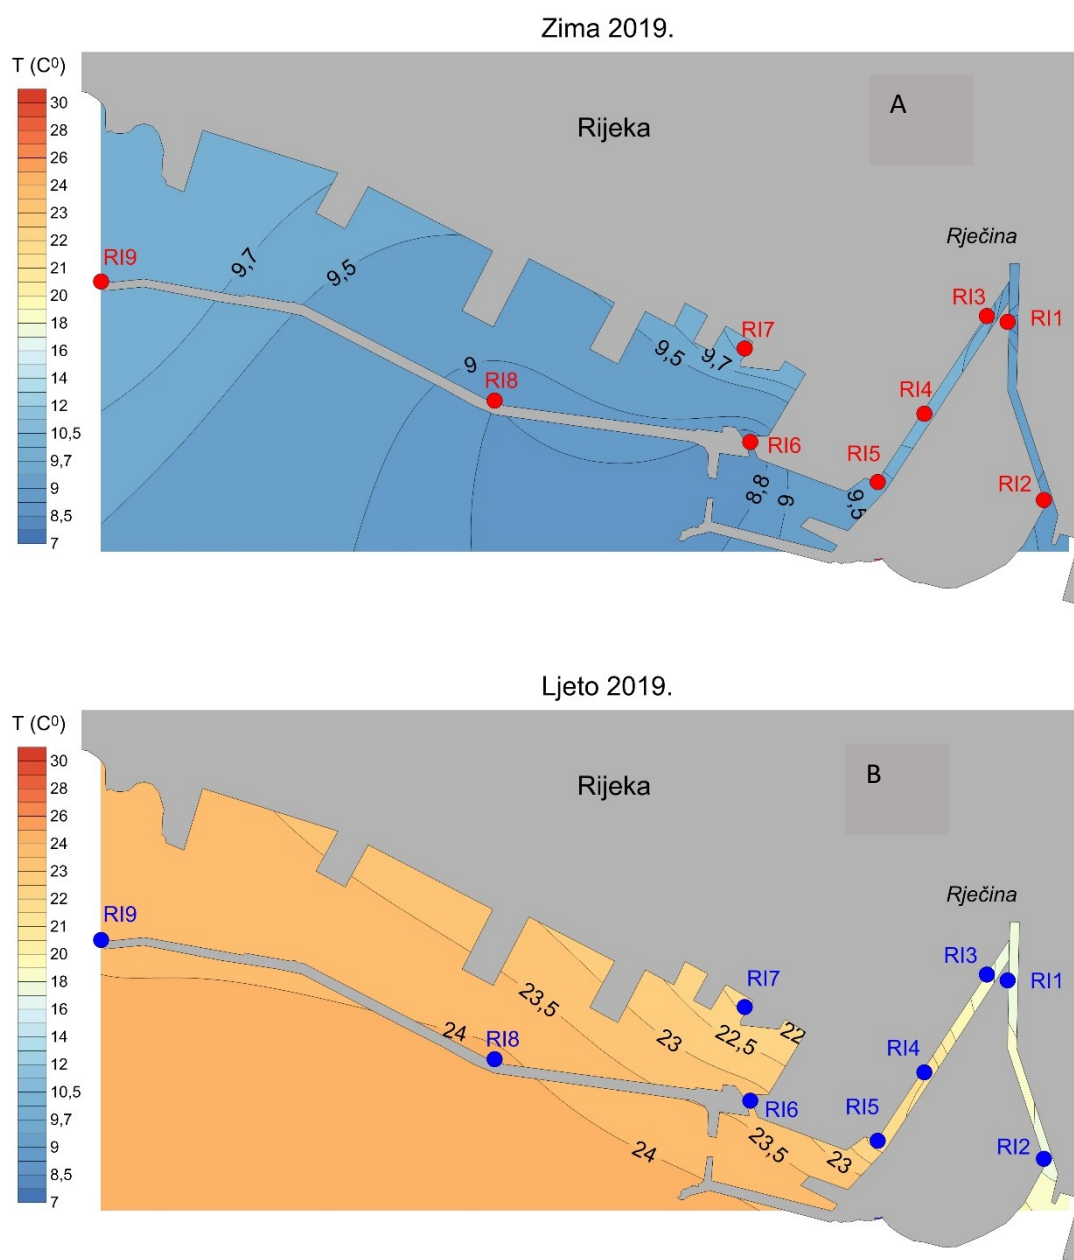 Zima 2019.
T (C⁰)
30
28
26
24
23
22
21
20
18
16
14
12
10,5
9,7
9
8,5
7
A
Rijeka
Rječina
RI9
9,7
9,5
RI3
RI1
RI7
9,5
9,7
9
RI8
RI4
RI6
RI5
RI2
8,8
9
9,5
Ljeto 2019.
T (C⁰)
30
28
26
24
23
22
21
20
18
16
14
12
10,5
9,7
9
8,5
7
B
Rijeka
Rječina
RI9
RI3
RI1
RI7
23,5
24
RI8
23
22,5
22
RI4
RI6
RI5
23,5
23
24
RI2